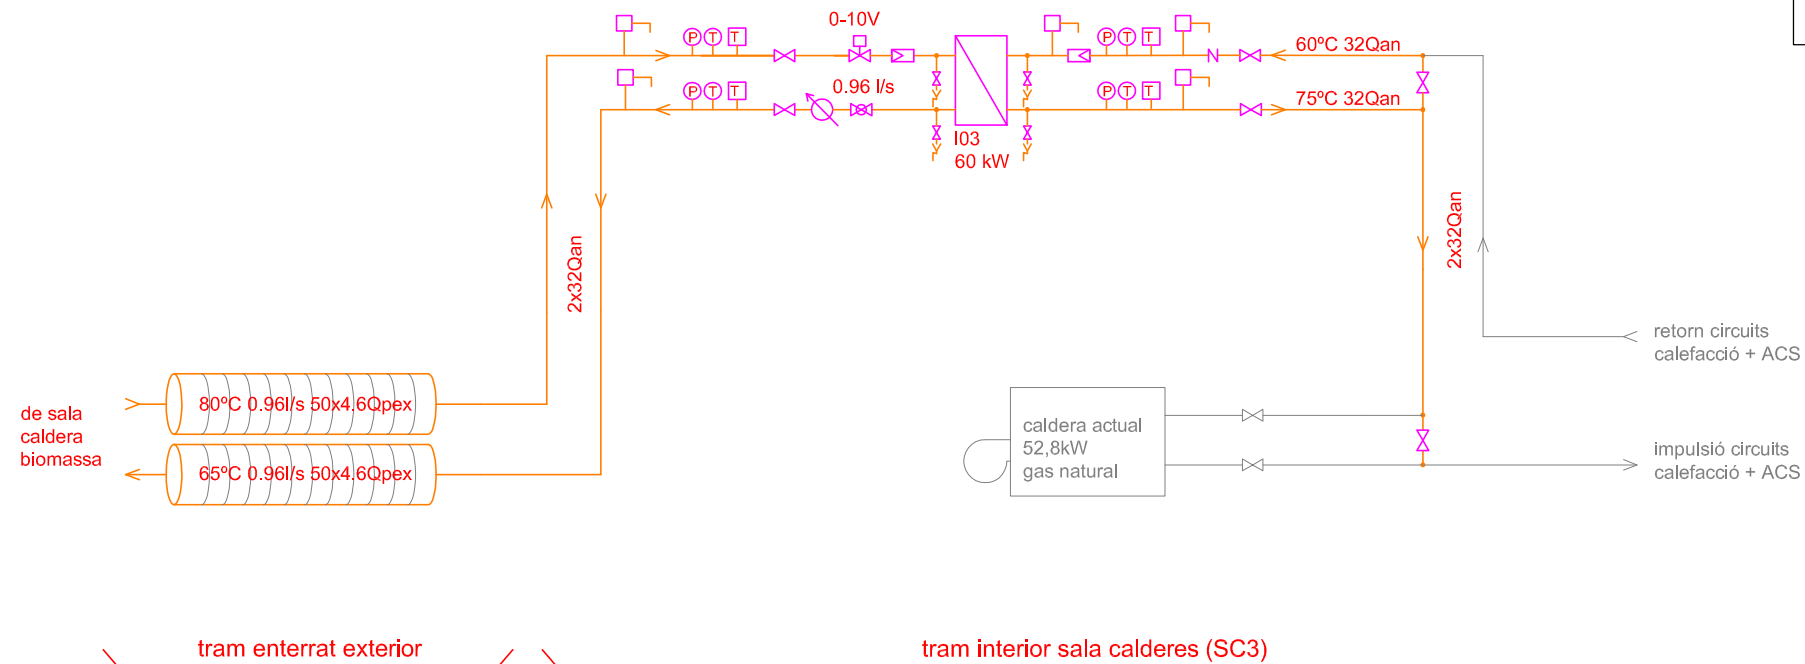 0-10V
P T T
P T T
60ºC 32Qan
P T T
0.96 l/s
P T T
75ºC 32Qan
I03
60 kW
2x32Qan
2x32Qan
retorn circuits
calefacció + ACS
de sala
caldera
biomassa
80ºC 0.96l/s 50x4.6Qpex
65ºC 0.96l/s 50x4.6Qpex
caldera actual
52,8kW
gas natural
impulsió circuits
calefacció + ACS
tram enterrat exterior
tram interior sala calderes (SC3)